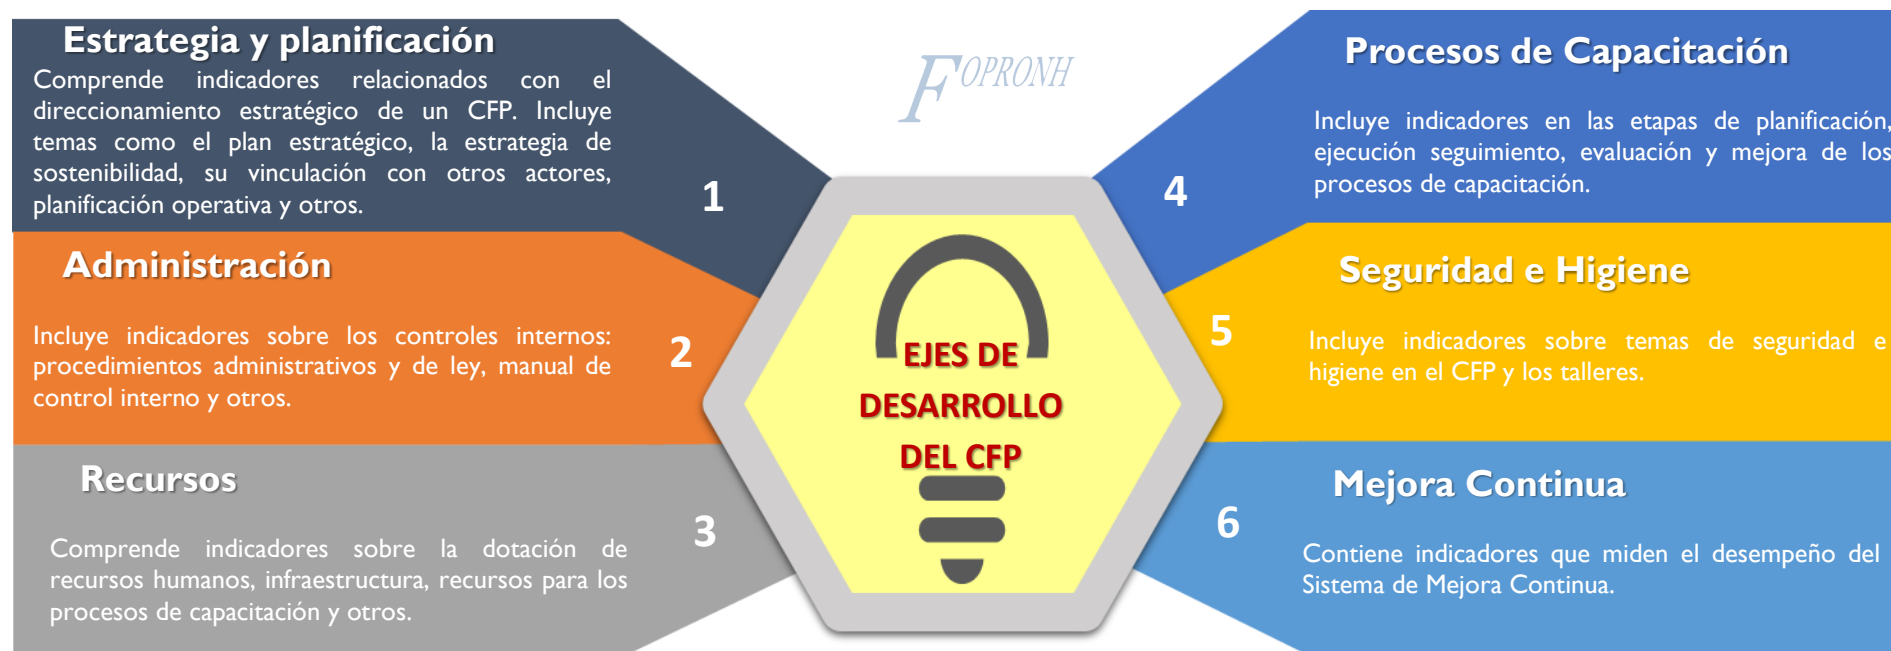 Estrategia y planificación
Comprende indicadores relacionados con el
direccionamiento estratégico de un CFP. Incluye
temas como el plan estratégico, la estrategia de
sostenibilidad, su vinculación con otros actores,
planificación operativa y otros.
1
Administración
Incluye indicadores sobre los controles internos:
procedimientos administrativos y de ley, manual de
control interno y otros.
2
Recursos
Comprende indicadores sobre la dotación de
recursos humanos, infraestructura, recursos para los
procesos de capacitación y otros.
3
FOPRONH
EJES DE
DESARROLLO
DEL CFP
Procesos de Capacitación
Incluye indicadores en las etapas de planificación,
ejecución seguimiento, evaluación y mejora de los
procesos de capacitación.
4
Seguridad e Higiene
Incluye indicadores sobre temas de seguridad e
higiene en el CFP y los talleres.
5
Mejora Continua
Contiene indicadores que miden el desempeño del
Sistema de Mejora Continua.
6